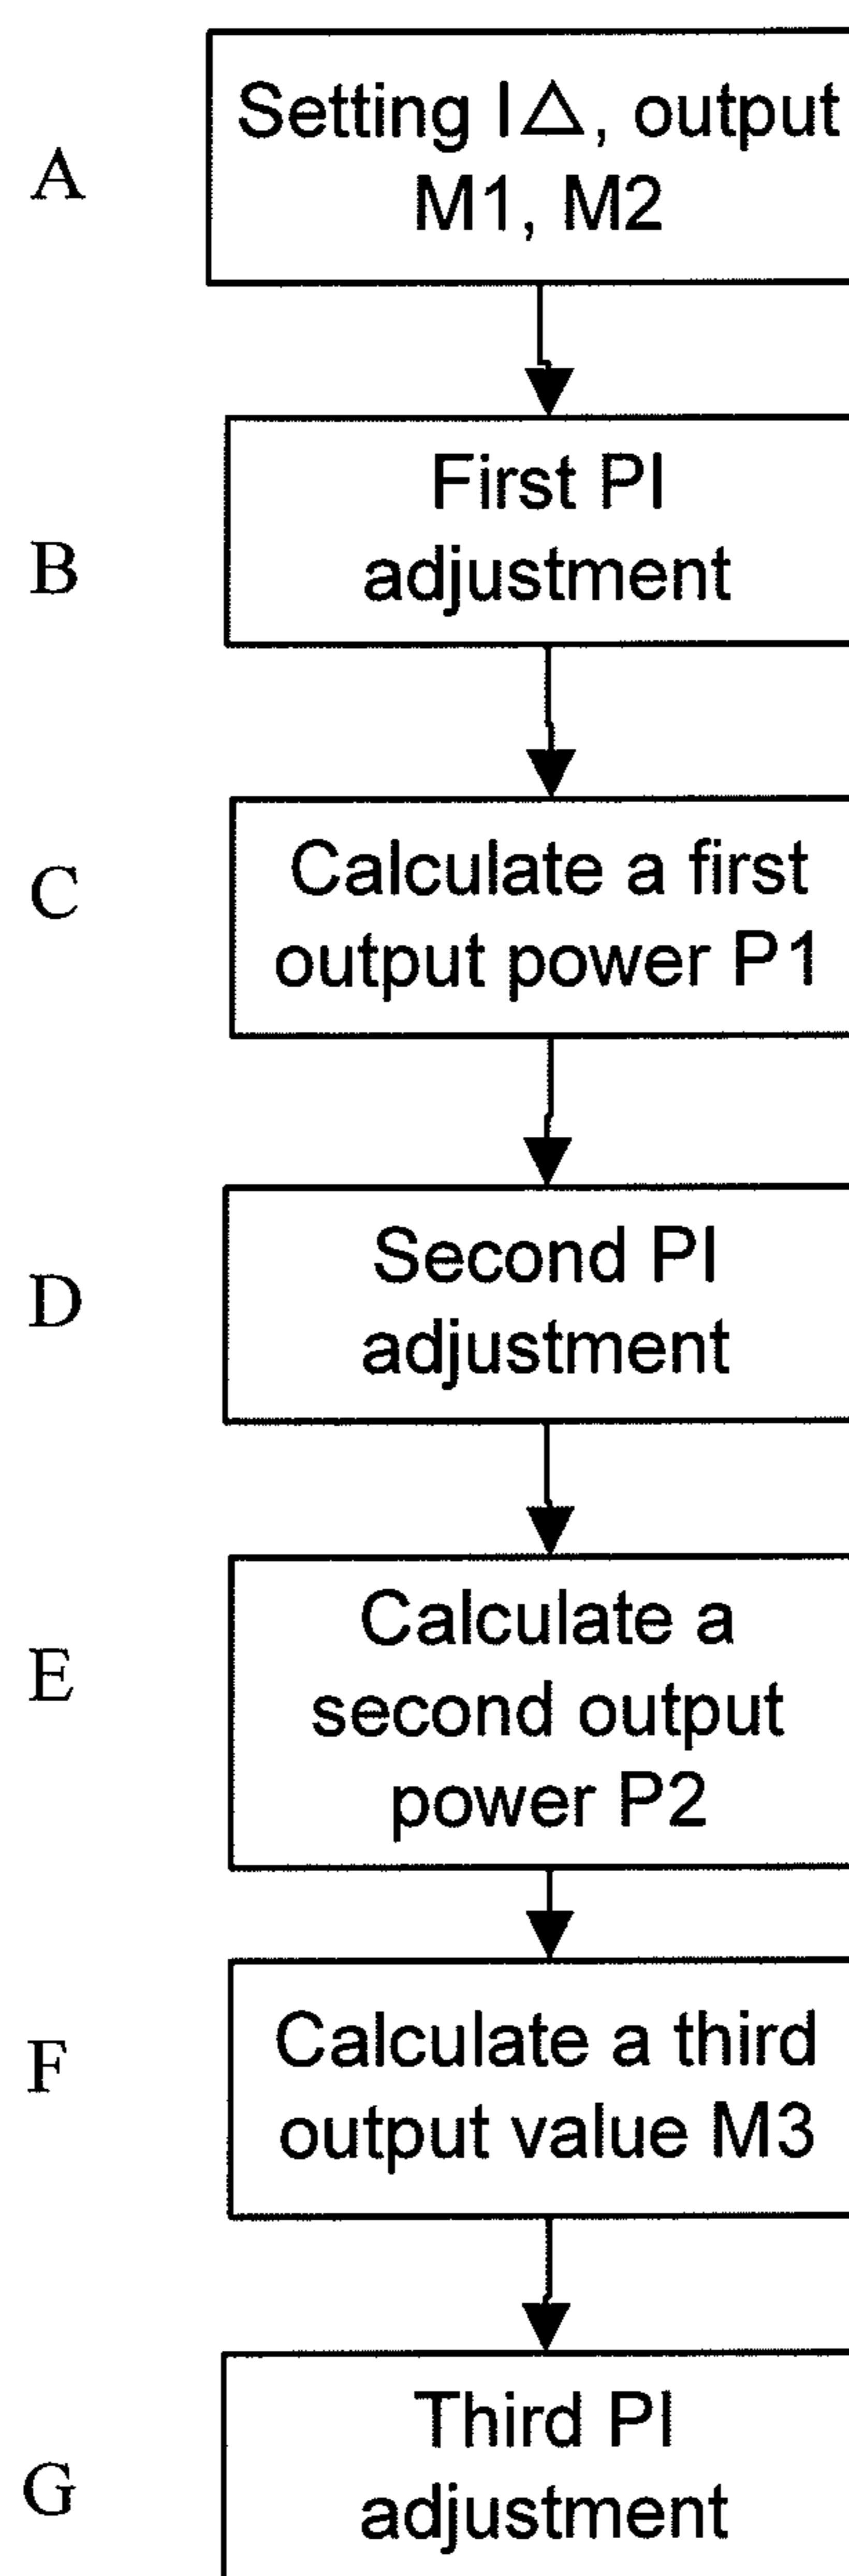 A
Setting I△, output
M1, M2
B
First PI
adjustment
C
Calculate a first
output power P1
D
Second PI
adjustment
E
Calculate a
second output
power P2
F
Calculate a third
output value M3
G
Third PI
adjustment